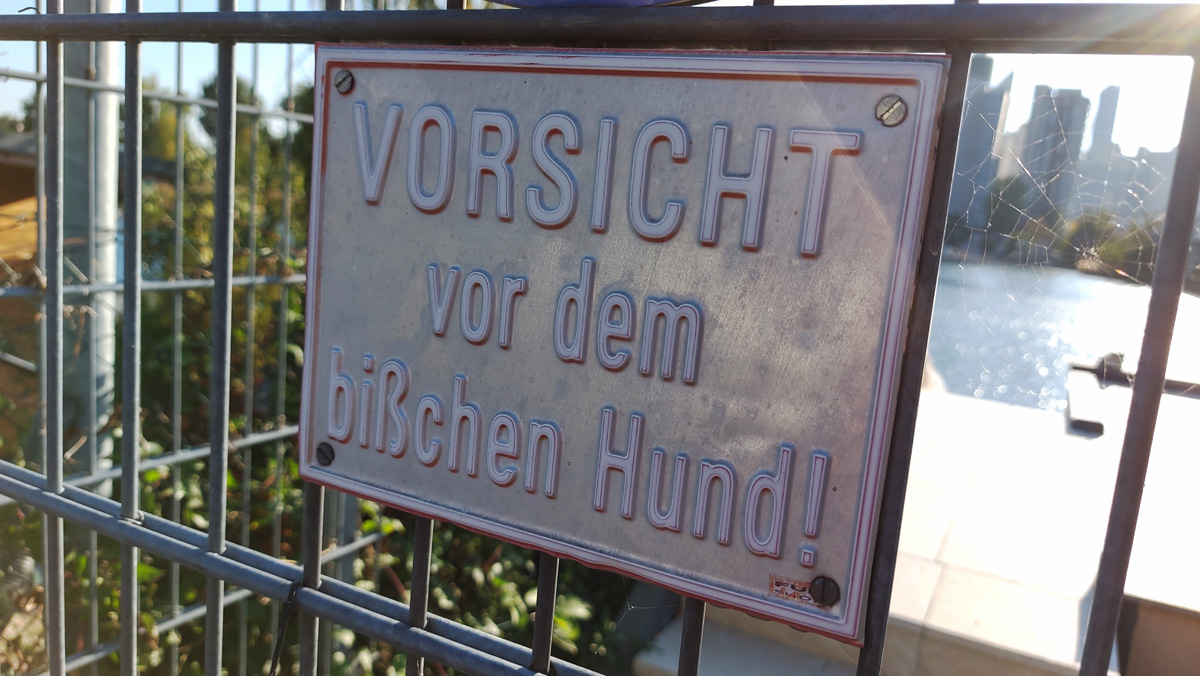 VORSICHT
vor dem
bißchen Hund!